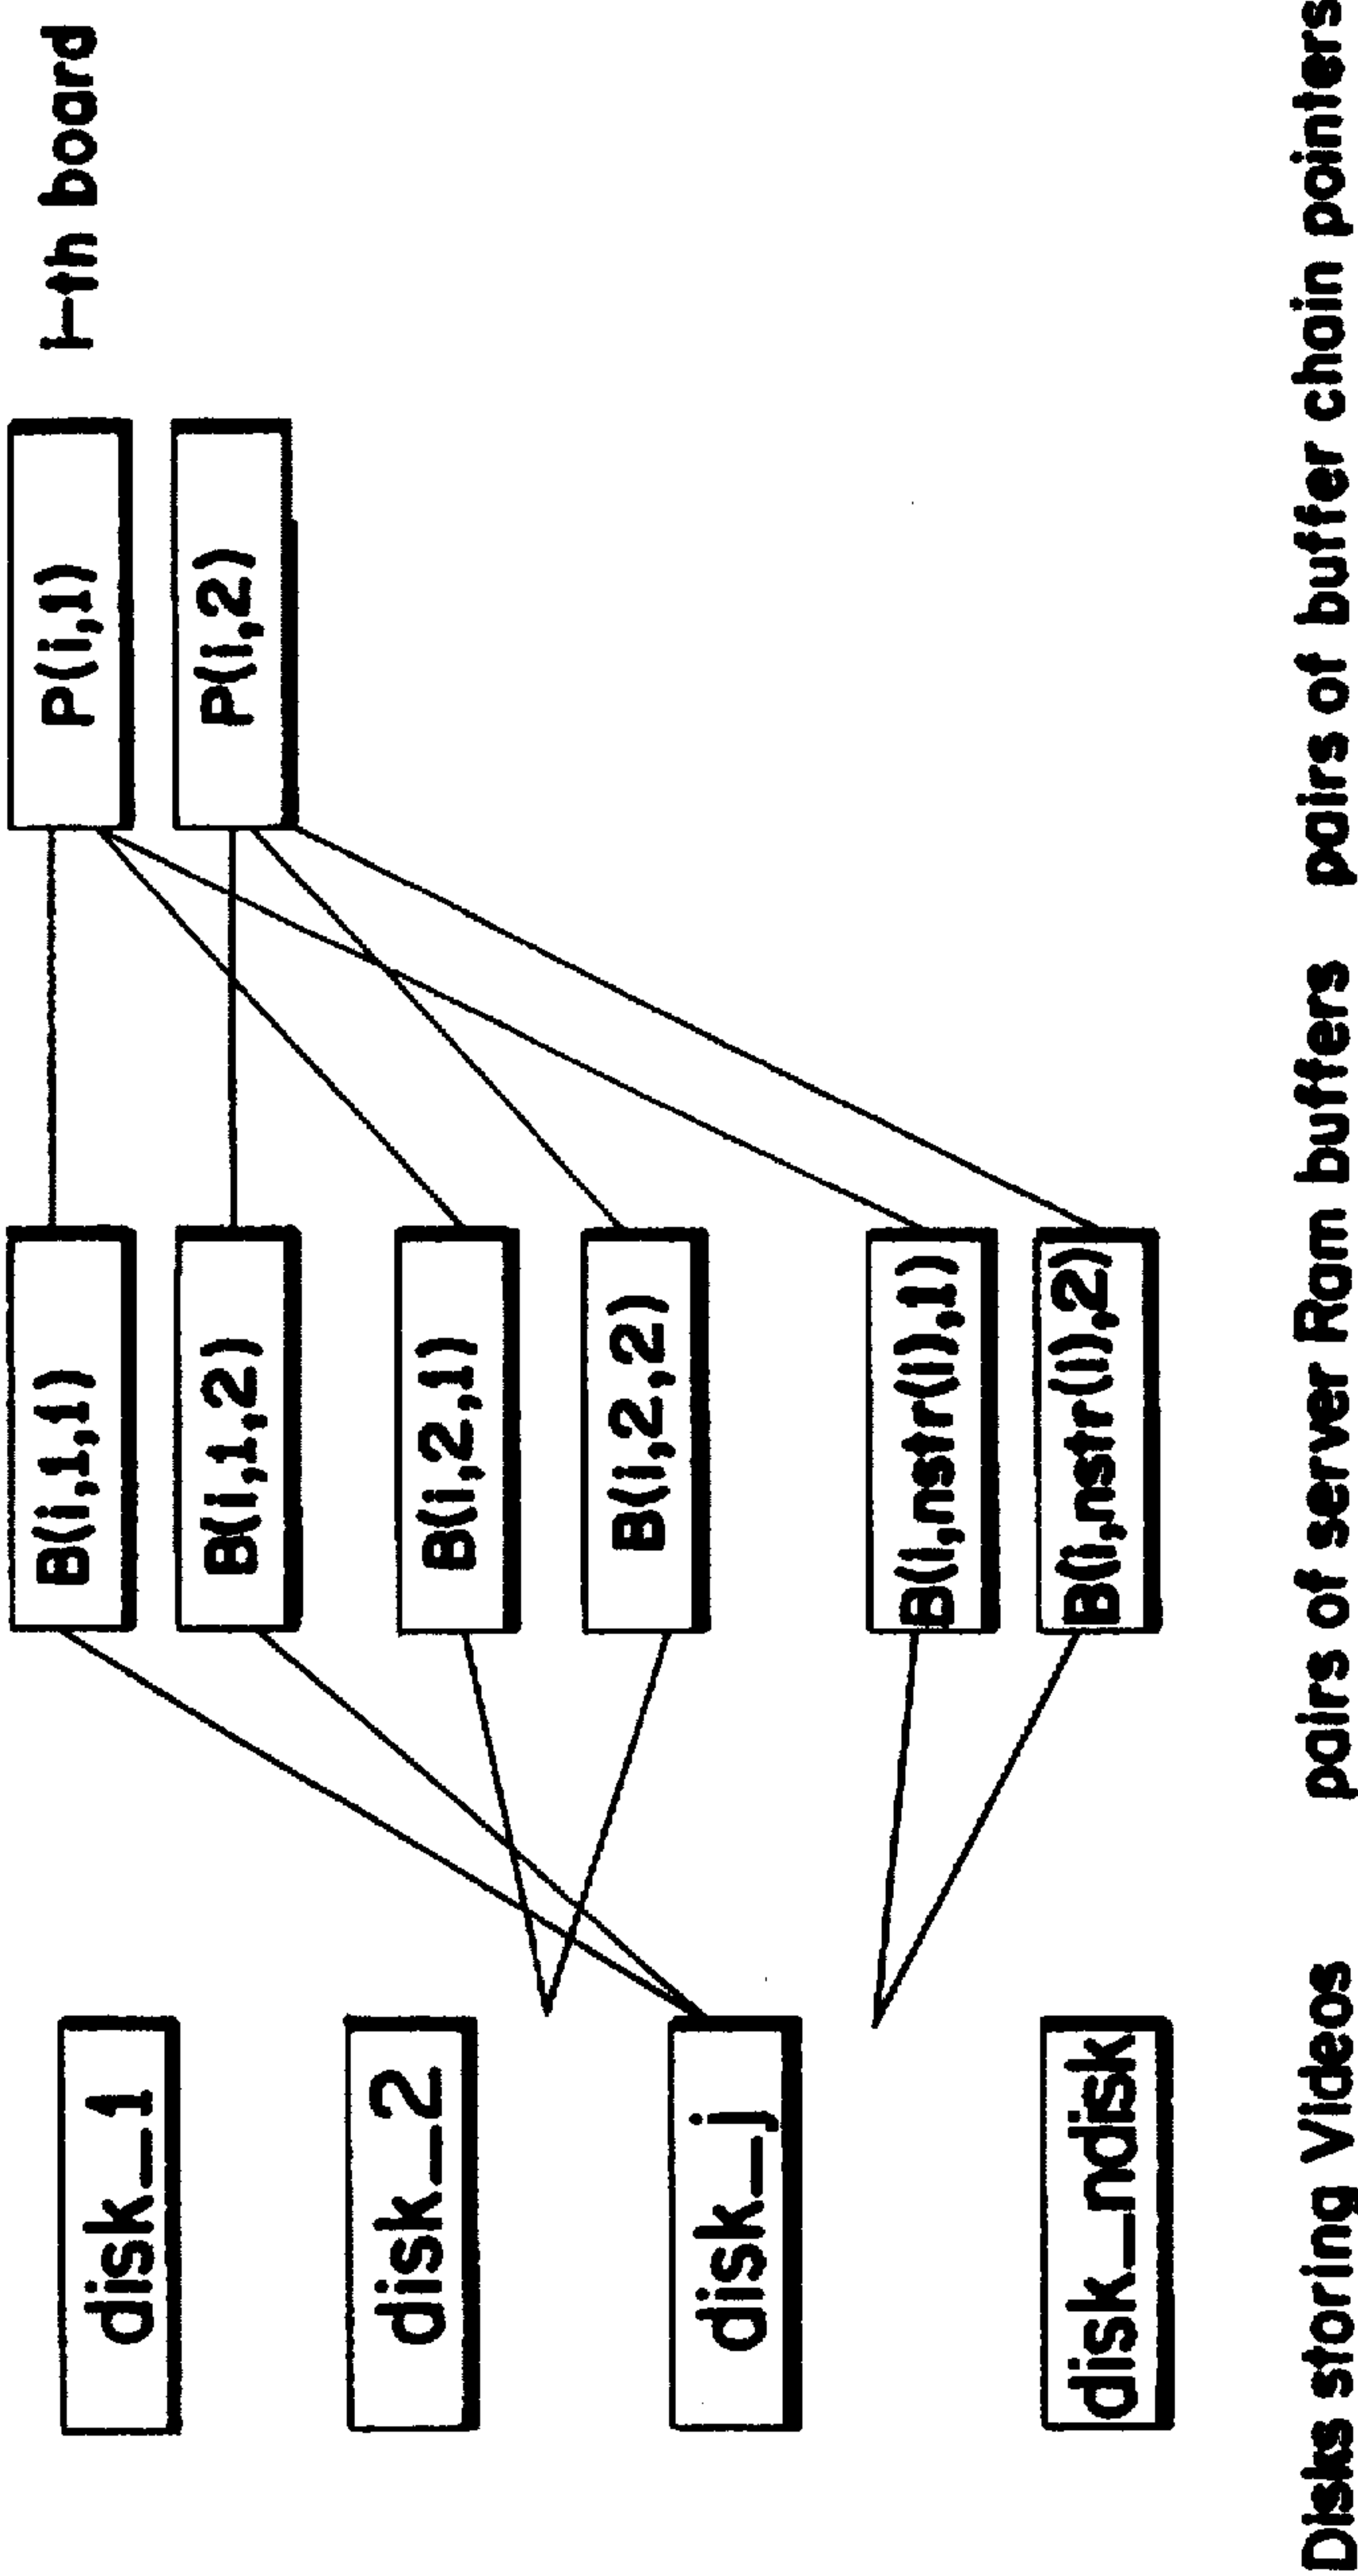 i-th board
P(i,1)
P(i,2)
B(i,1,1)
B(i,1,2)
B(i,2,1)
B(i,2,2)
B(i,nstr(i),1)
B(i,nstr(i),2)
disk_1
disk_2
disk_j
disk_ndisk
Disks storing Videos
pairs of server Ram buffers
pairs of buffer chain pointers